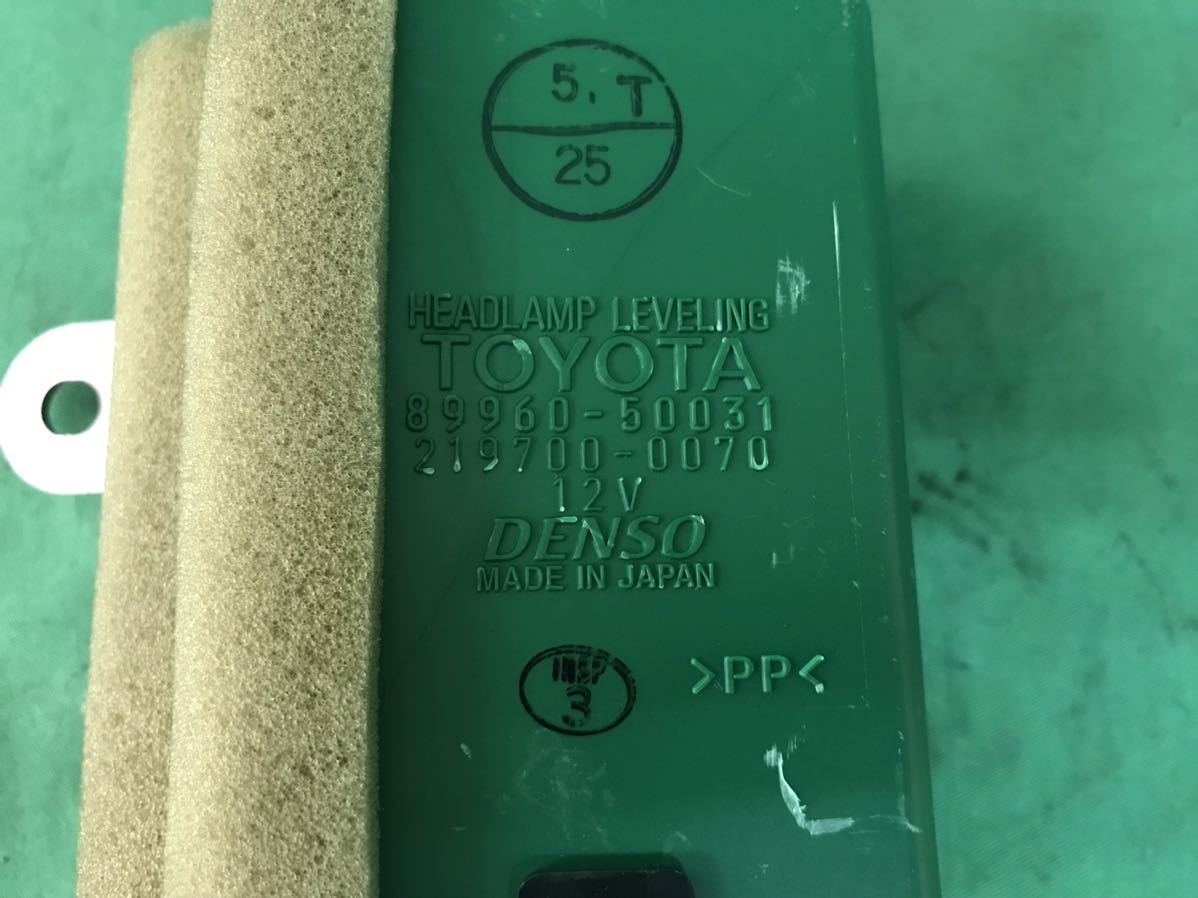 5. T
25
HEADLAMP LEVELING
TOYOTA
89960-50031
219700-0070
12V
DENSO
MADE IN JAPAN
INSP
3
>PP<